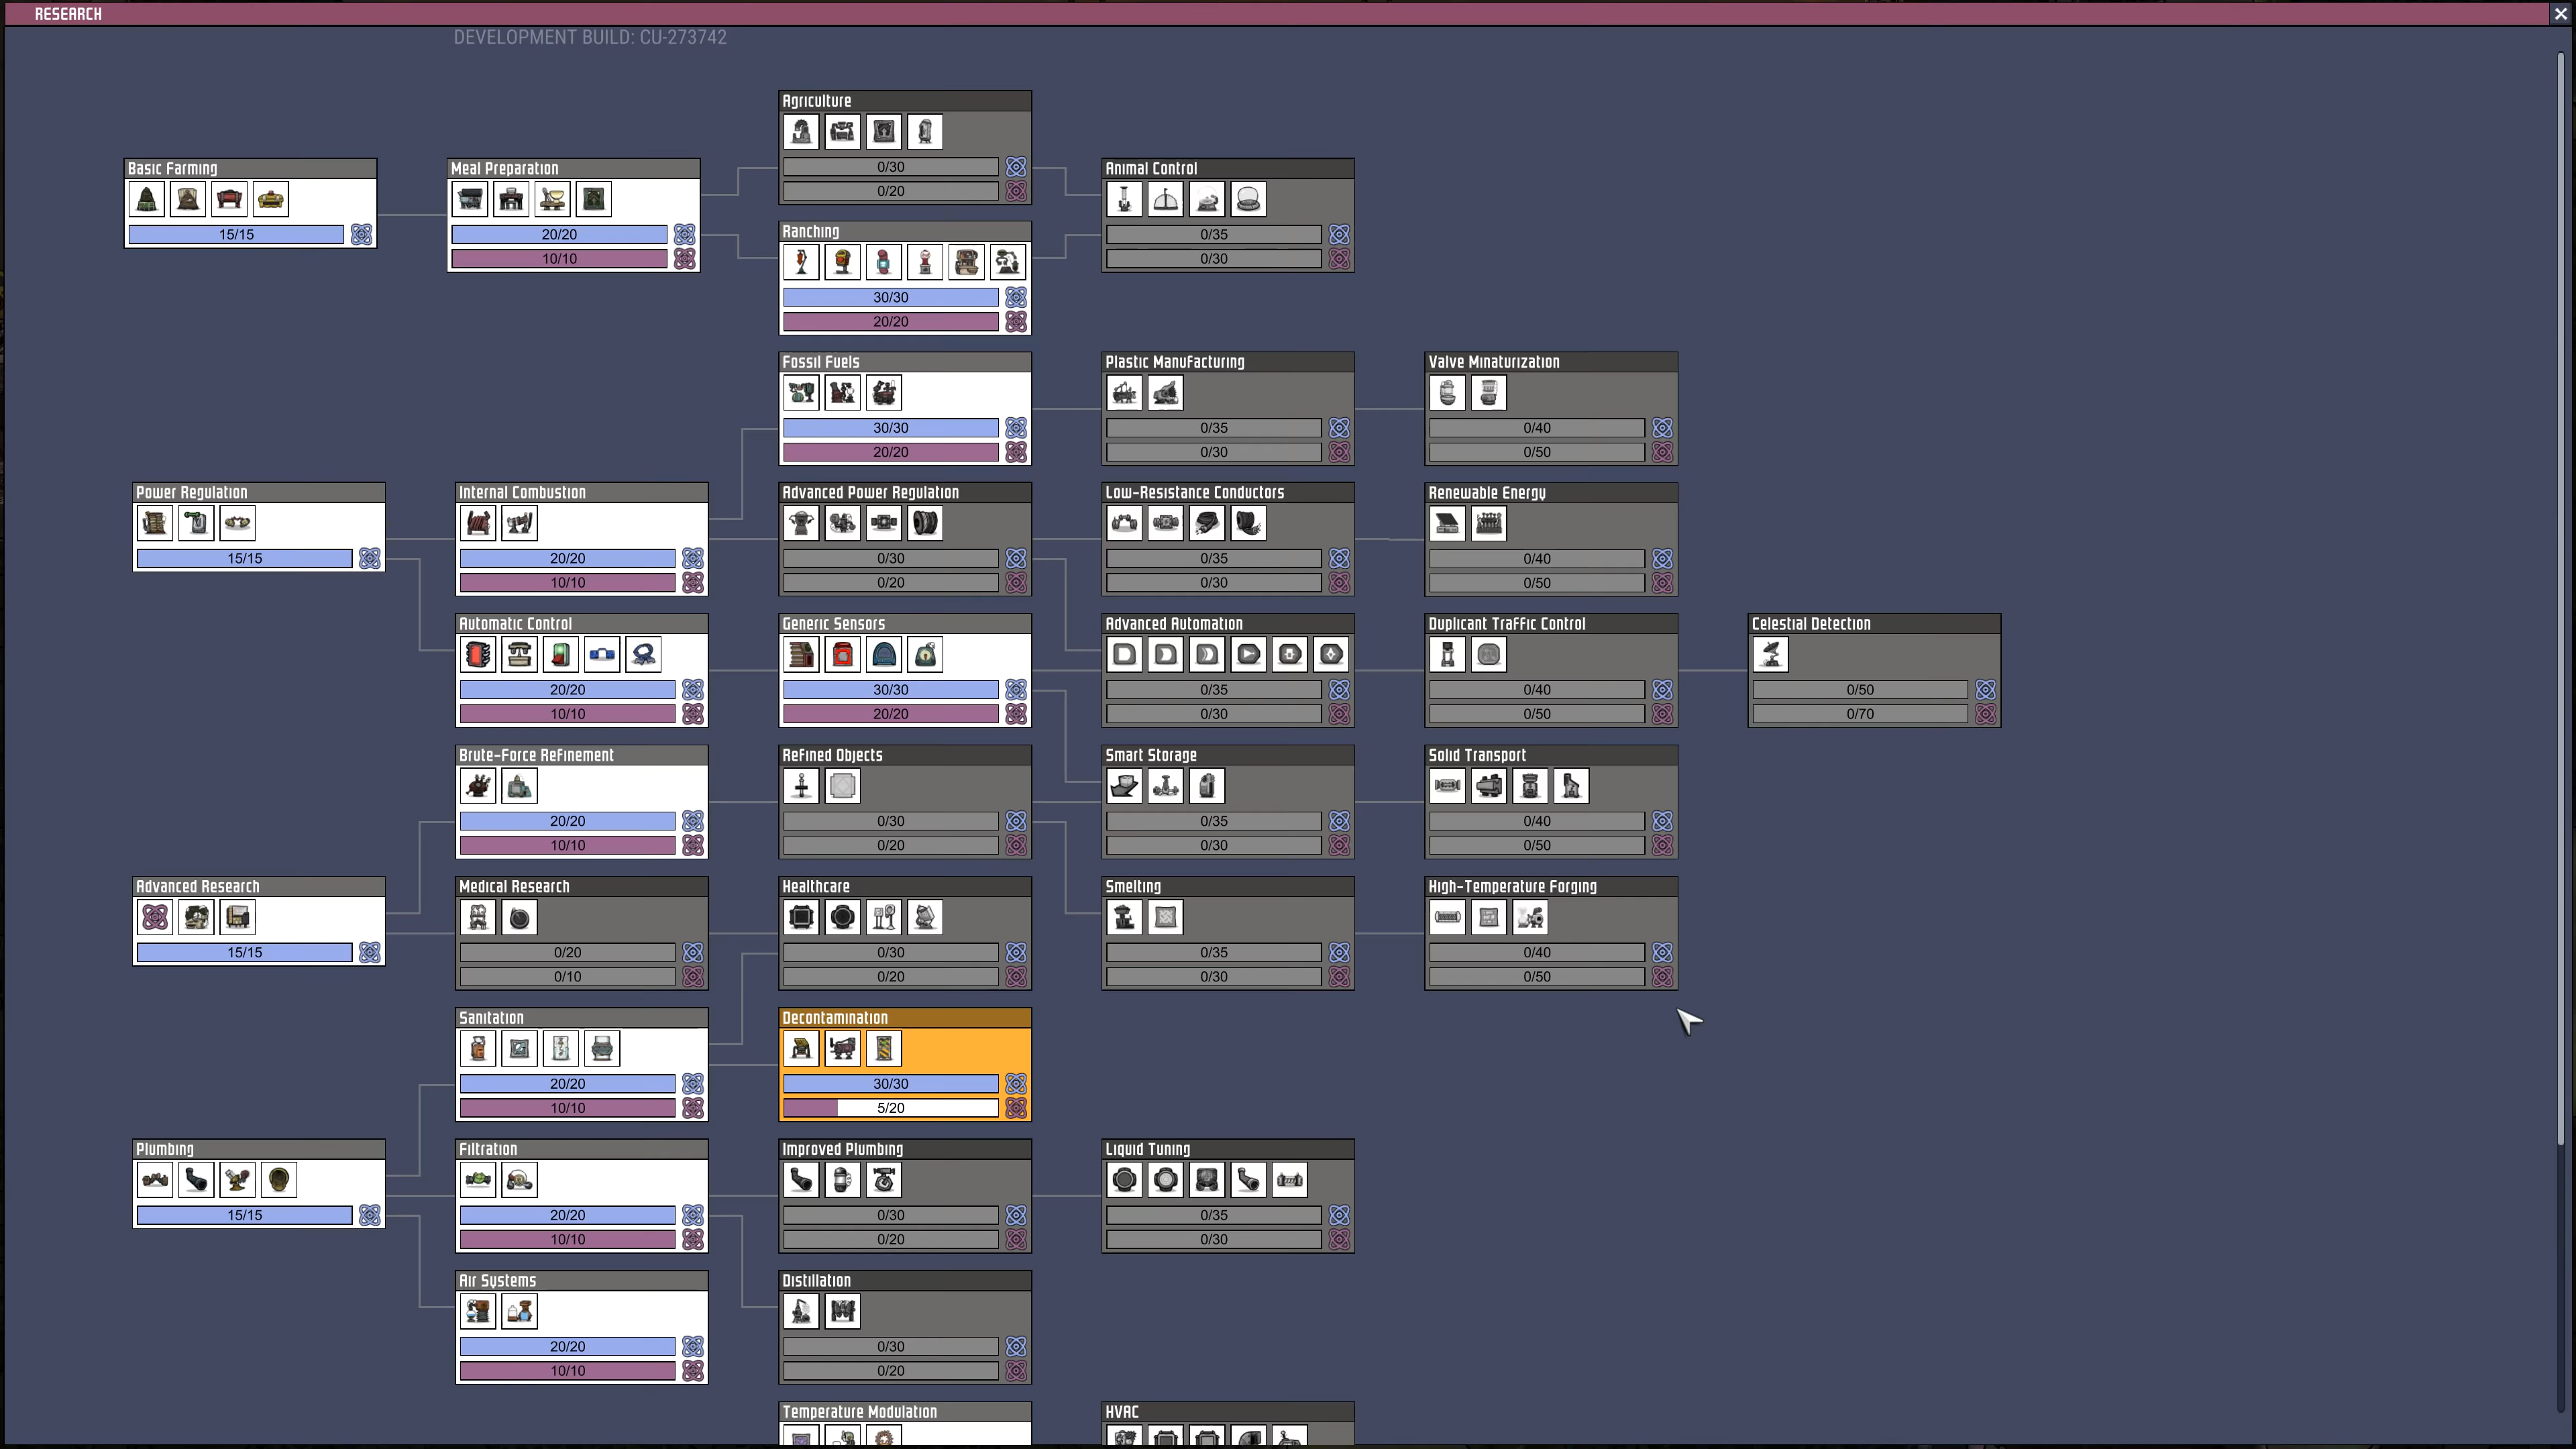 RESEARCH
DEVELOPMENT BUILD: CU-273742
Agriculture
0/30
0/20
Basic Farming
15/15
Meal Preparation
20/20
10/10
Animal Control
0/35
0/30
Ranching
30/30
20/20
Fossil Fuels
30/30
20/20
Plastic Manufacturing
0/35
0/30
Valve Minaturization
0/40
0/50
Power Regulation
15/15
Internal Combustion
20/20
10/10
Advanced Power Regulation
0/30
0/20
Low-Resistance Conductors
0/35
0/30
Renewable Energy
0/40
0/50
Automatic Control
20/20
10/10
Generic Sensors
30/30
20/20
Advanced Automation
0/35
0/30
Duplicant Traffic Control
0/40
0/50
Celestial Detection
0/50
0/70
Brute-Force Refinement
20/20
10/10
Refined Objects
0/30
0/20
Smart Storage
0/35
0/30
Solid Transport
0/40
0/50
Advanced Research
15/15
Medical Research
0/20
0/10
Healthcare
0/30
0/20
Smelting
0/35
0/30
High-Temperature Forging
0/40
0/50
Sanitation
20/20
10/10
Decontamination
30/30
5/20
Plumbing
15/15
Filtration
20/20
10/10
Improved Plumbing
0/30
0/20
Liquid Tuning
0/35
0/30
Air Systems
20/20
10/10
Distillation
0/30
0/20
Temperature Modulation
HVAC